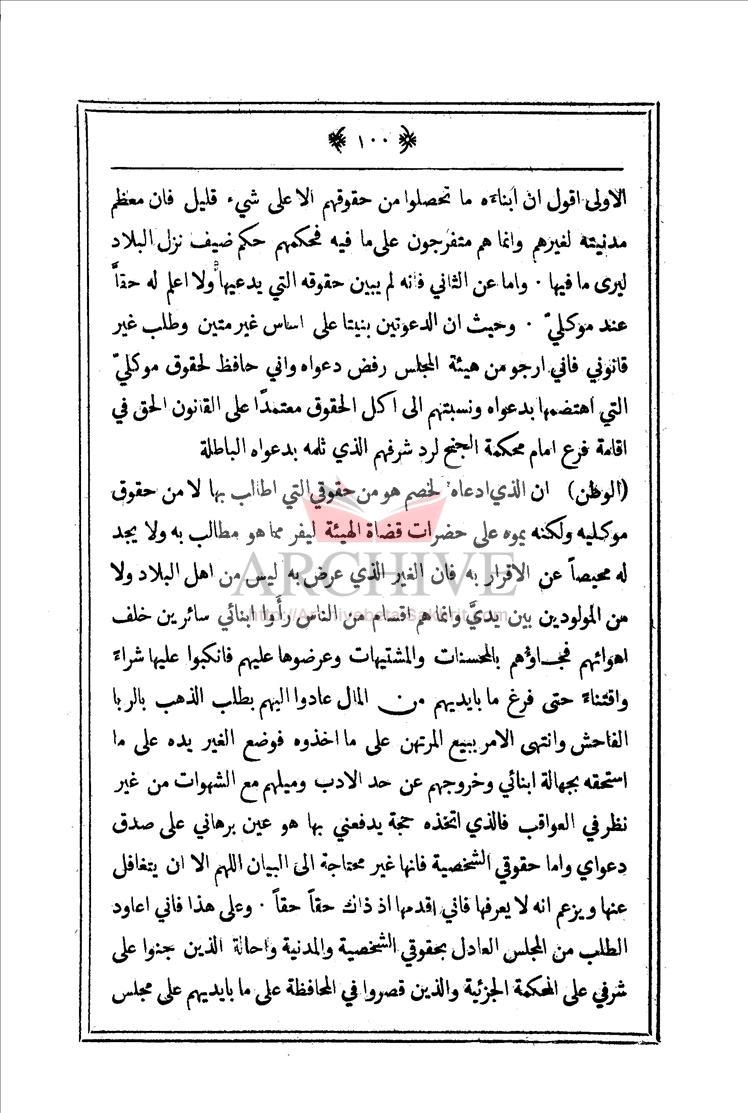 ﴿ ١٠٠ ﴾
الاولى اقول ان ابناءه ما تحصلوا من حقوقهم الا على شيء قليل فان معظم
مدنيته لغيرهم وانما هم متفرجون على ما فيه فحكمهم حكم ضيف نزل البلاد
ليرى ما فيها ٠ واما عن الثاني فانه لم يبين حقوقه التي يدعيها ولا اعلم له حقاً
عند موكليّ ٠ وحيث ان الدعوتين بنيتا على اساس غير متين وطلب غير
قانوني فاني ارجو من هيئة المجلس رفض دعواه واني حافظ لحقوق موكليّ
التي اهتضمها بدعواه ونسبتهم الى اكل الحقوق معتمدًا على القانون الحق في
اقامة فرع امام محكمة الجنح لرد شرفهم الذي ثلمه بدعواه الباطلة
(الوطن) ان الذي ادعاه الخصم هو من حقوقي التي اطالب بها لا من حقوق
موكليه ولكنه يموه على حضرات قضاة الهيئة ليفر مما هو مطالب به ولا يجد
له محيصاً عن الاقرار به فان الغير الذي عرض به ليس من اهل البلاد ولا
ARCHIVE
من المولودين بين يديَّ وانما هم اقسام من الناس رأَوا ابنائي سائرين خلف
http://Archivebeta.Sakhrit.com
اهوائهم فجاؤهم بالمحسنات والمشتهيات وعرضوها عليهم فانكبوا عليها شراءً
واقتناءً حتى فرغ ما بايديهم من المال عادوا اليهم بطلب الذهب بالربا
الفاحش وانتهى الامر ببيع المرتهن على ما اخذوه فوضع الغير يده على ما
استحقه بجهالة ابنائي وخروجهم عن حد الادب وميلهم مع الشهوات من غير
نظر في العواقب فالذي اتخذه حجة يدفعني بها هو عين برهاني على صدق
دعواي واما حقوقي الشخصية فانها غير محتاجة الى البيان اللهم الا ان يتغافل
عنها ويزعم انه لا يعرفها فاني اقدمها اذ ذاك حقاً حقاً ٠ وعلى هذا فاني اعاود
الطلب من المجلس العادل بحقوقي الشخصية والمدنية واحالة الذين جنوا على
شرفي على المحكمة الجزئية والذين قصروا في المحافظة على ما بايديهم على مجلس